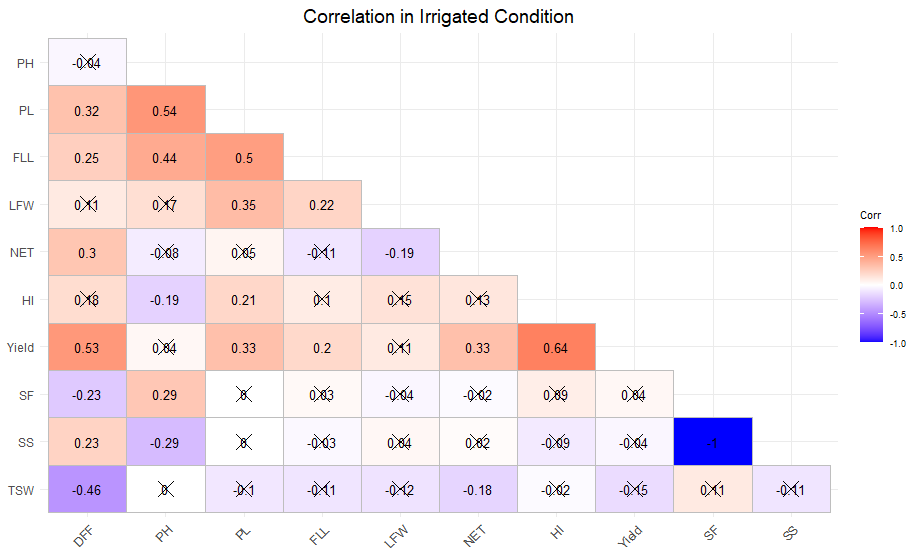 Correlation in Irrigated Condition
PH -0.04
PL 0.32 0.54
FLL 0.25 0.44 0.5
LFW 0.11 0.17 0.35 0.22
NET 0.3 -0.08 0.05 -0.11 -0.19
HI 0.18 -0.19 0.21 0.1 0.15 0.13
Yield 0.53 0.04 0.33 0.2 0.11 0.33 0.64
SF -0.23 0.29 0 0.03 -0.04 -0.02 0.09 0.04
SS 0.23 -0.29 0 -0.03 0.04 0.02 -0.09 -0.04 -1
TSW -0.46 0 -0.1 -0.11 -0.12 -0.18 -0.02 -0.15 0.11 -0.11
DFF PH PL FLL LFW NET HI Yield SF SS
Corr
1.0
0.5
0.0
-0.5
-1.0